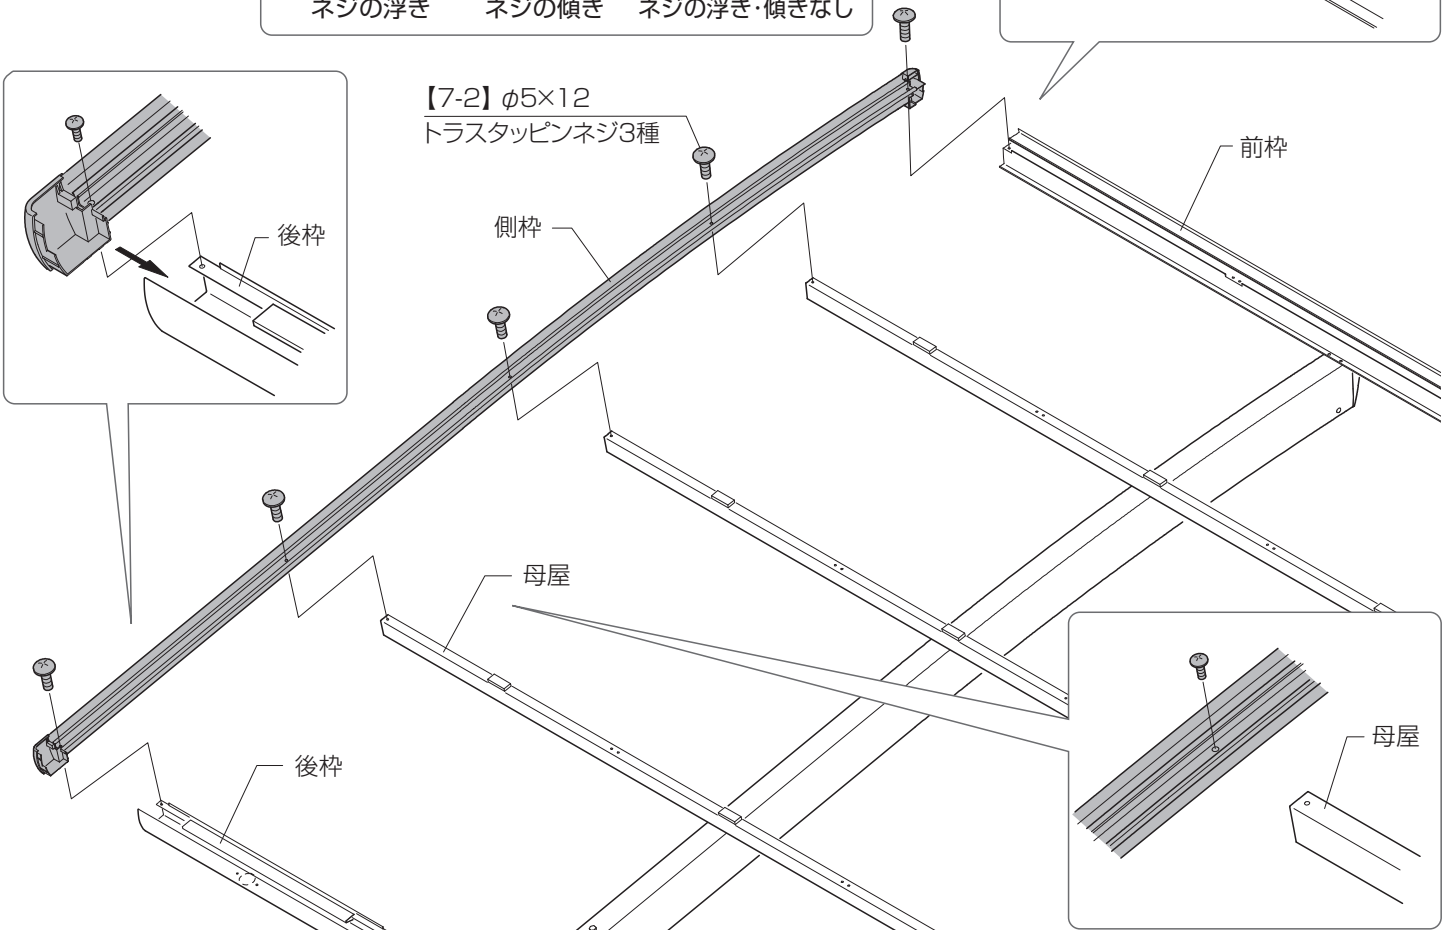 ネジの浮き
ネジの傾き
ネジの浮き・傾きなし
【7-2】φ5×12
トラスタッピンネジ3種
前枠
側枠
後枠
母屋
母屋
後枠